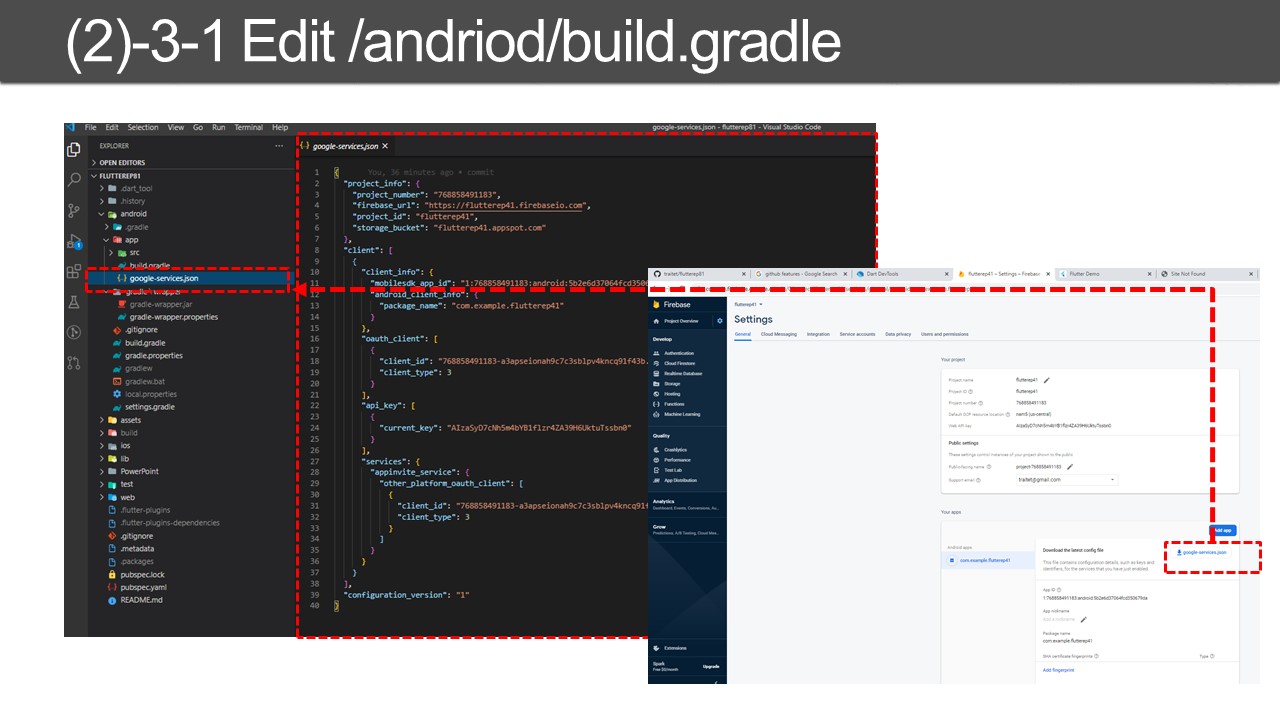 (2)-3-1 Edit /andriod/build.gradle
File Edit Selection View Go Run Terminal Help
google-services.json - flutterep81 - Visual Studio Code
EXPLORER
OPEN EDITORS
FLUTTEREP81
.dart_tool
.history
android
.gradle
app
src
build.gradle
google-services.json
gradle-wrapper
gradle-wrapper.jar
gradle-wrapper.properties
.gitignore
build.gradle
gradle.properties
gradlew
gradlew.bat
local.properties
settings.gradle
assets
build
ios
lib
PowerPoint
test
web
.flutter-plugins
.flutter-plugins-dependencies
.gitignore
.metadata
.packages
pubspec.lock
pubspec.yaml
README.md
{} google-services.json ×
1 { You, 36 minutes ago • commit
2 "project_info": {
3 "project_number": "768858491183",
4 "firebase_url": "https://flutterep41.firebaseio.com",
5 "project_id": "flutterep41",
6 "storage_bucket": "flutterep41.appspot.com"
7 },
8 "client": [
9 {
10 "client_info": {
11 "mobilesdk_app_id": "1:768858491183:android:5b2e6d37064fcd350
12 "android_client_info": {
13 "package_name": "com.example.flutterep41"
14 }
15 },
16 "oauth_client": [
17 {
18 "client_id": "768858491183-a3apseionah9c7c3sblpv4kncq91f43b.
19 "client_type": 3
20 }
21 ],
22 "api_key": [
23 {
24 "current_key": "AIzaSyD7cNh5m4bYB1flzr4ZA39H6UktuTssbn0"
25 }
26 ],
27 "services": {
28 "appinvite_service": {
29 "other_platform_oauth_client": [
30 {
31 "client_id": "768858491183-a3apseionah9c7c3sblpv4kncq91f
32 "client_type": 3
33 }
34 ]
35 }
36 }
37 }
38 ],
39 "configuration_version": "1"
40 }
traitet/flutterep81
github features - Google Search
Dart DevTools
flutterep41 – Settings – Firebase
Flutter Demo
Site Not Found
Firebase
Project Overview
Develop
Authentication
Cloud Firestore
Realtime Database
Storage
Hosting
Functions
Machine Learning
Quality
Crashlytics
Performance
Test Lab
App Distribution
Analytics
Dashboard, Events, Conversions, Au...
Grow
Predictions, A/B Testing, Cloud Mes...
Extensions
Spark
Free $0/month
Upgrade
flutterep41
Settings
General Cloud Messaging Integration Service accounts Data privacy Users and permissions
Your project
Project name flutterep41
Project ID flutterep41
Project number 768858491183
Default GCP resource location nam5 (us-central)
Web API key AIzaSyD7cNh5m4bYB1flzr4ZA39H6UktuTssbn0
Public settings
These settings control instances of your project shown to the public
Public-facing name project-768858491183
Support email traitet@gmail.com
Your apps
Add app
Android apps
com.example.flutterep41
Download the latest config file
This file contains configuration details, such as keys and
identifiers, for the services that you have just enabled.
google-services.json
App ID
1:768858491183:android:5b2e6d37064fcd350679da
App nickname
Add a nickname
Package name
com.example.flutterep41
SHA certificate fingerprints Type
Add fingerprint